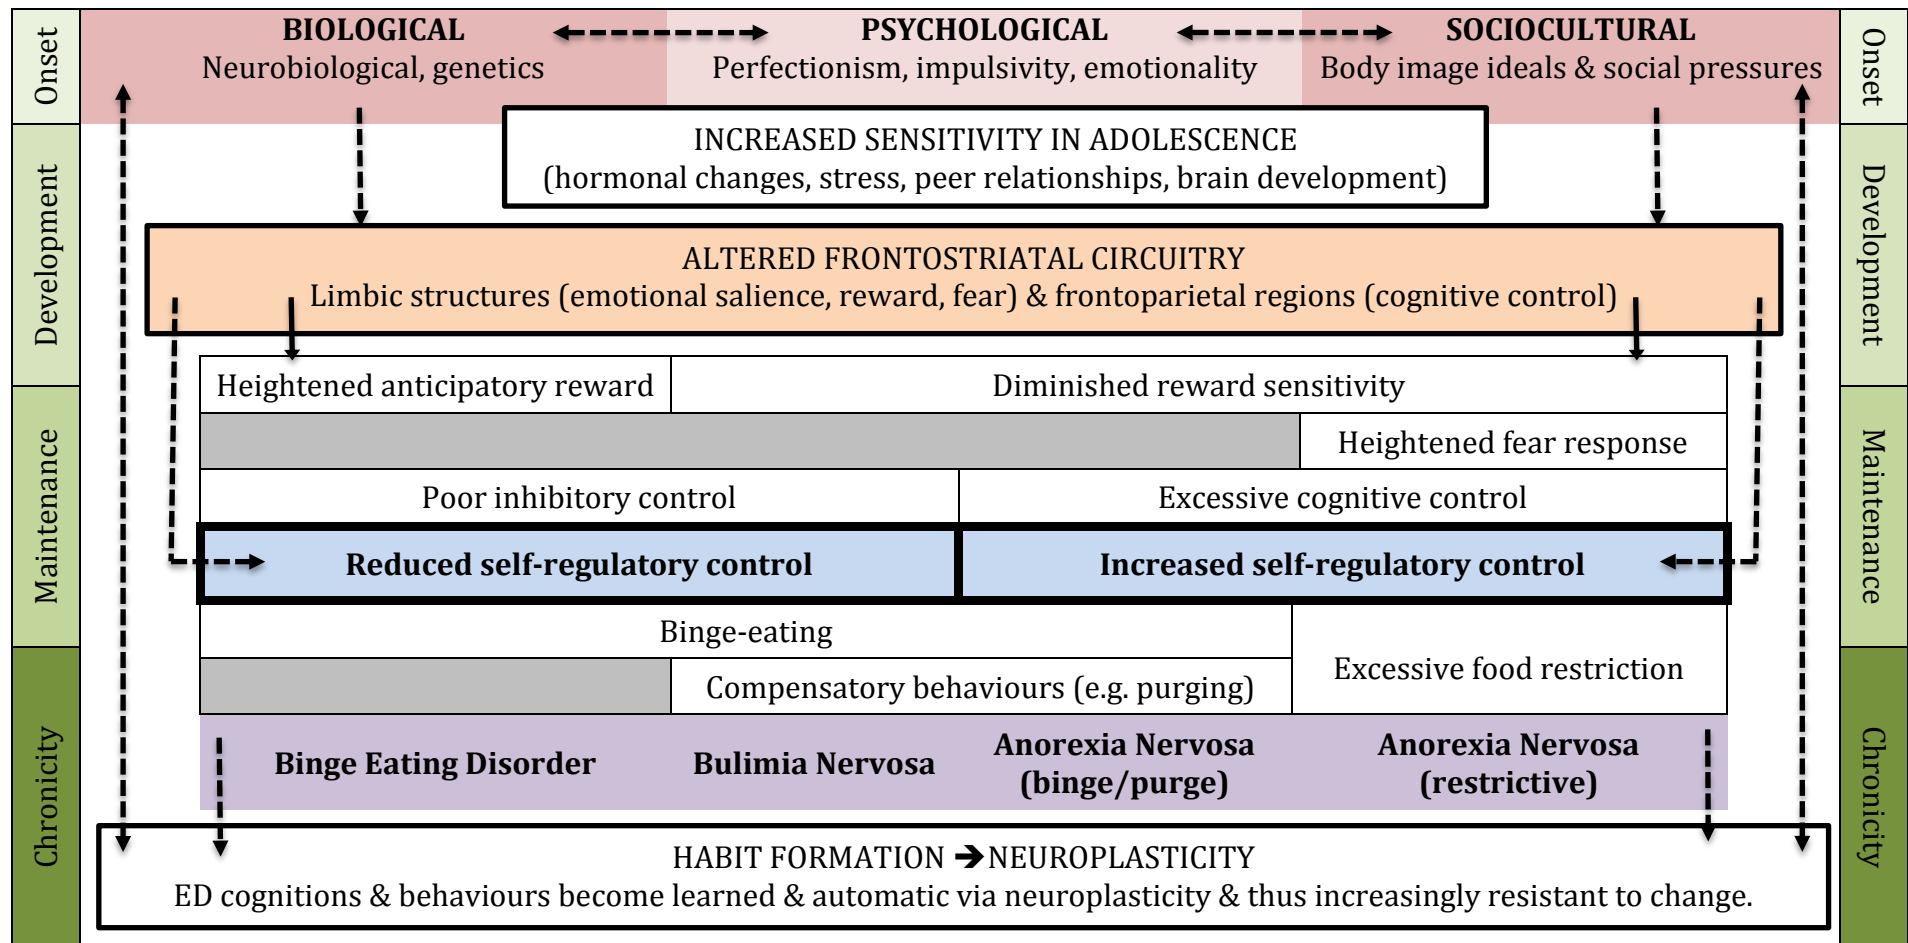 Onset
BIOLOGICAL
Neurobiological, genetics
PSYCHOLOGICAL
Perfectionism, impulsivity, emotionality
SOCIOCULTURAL
Body image ideals & social pressures
Onset
INCREASED SENSITIVITY IN ADOLESCENCE
(hormonal changes, stress, peer relationships, brain development)
Development
Development
ALTERED FRONTOSTRIATAL CIRCUITRY
Limbic structures (emotional salience, reward, fear) & frontoparietal regions (cognitive control)
Heightened anticipatory reward
Diminished reward sensitivity
Heightened fear response
Maintenance
Maintenance
Poor inhibitory control
Excessive cognitive control
Reduced self-regulatory control
Increased self-regulatory control
Binge-eating
Excessive food restriction
Compensatory behaviours (e.g. purging)
Chronicity
Chronicity
Binge Eating Disorder
Bulimia Nervosa
Anorexia Nervosa
(binge/purge)
Anorexia Nervosa
(restrictive)
HABIT FORMATION ➔ NEUROPLASTICITY
ED cognitions & behaviours become learned & automatic via neuroplasticity & thus increasingly resistant to change.